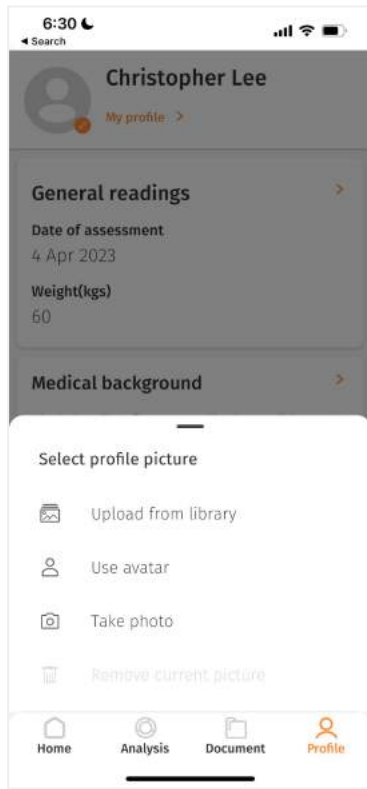 6:30
Search
Christopher Lee
My profile
General readings
Date of assessment
4 Apr 2023
Weight(kgs)
60
Medical background
Select profile picture
Upload from library
Use avatar
Take photo
Remove current picture
Home
Analysis
Document
Profile